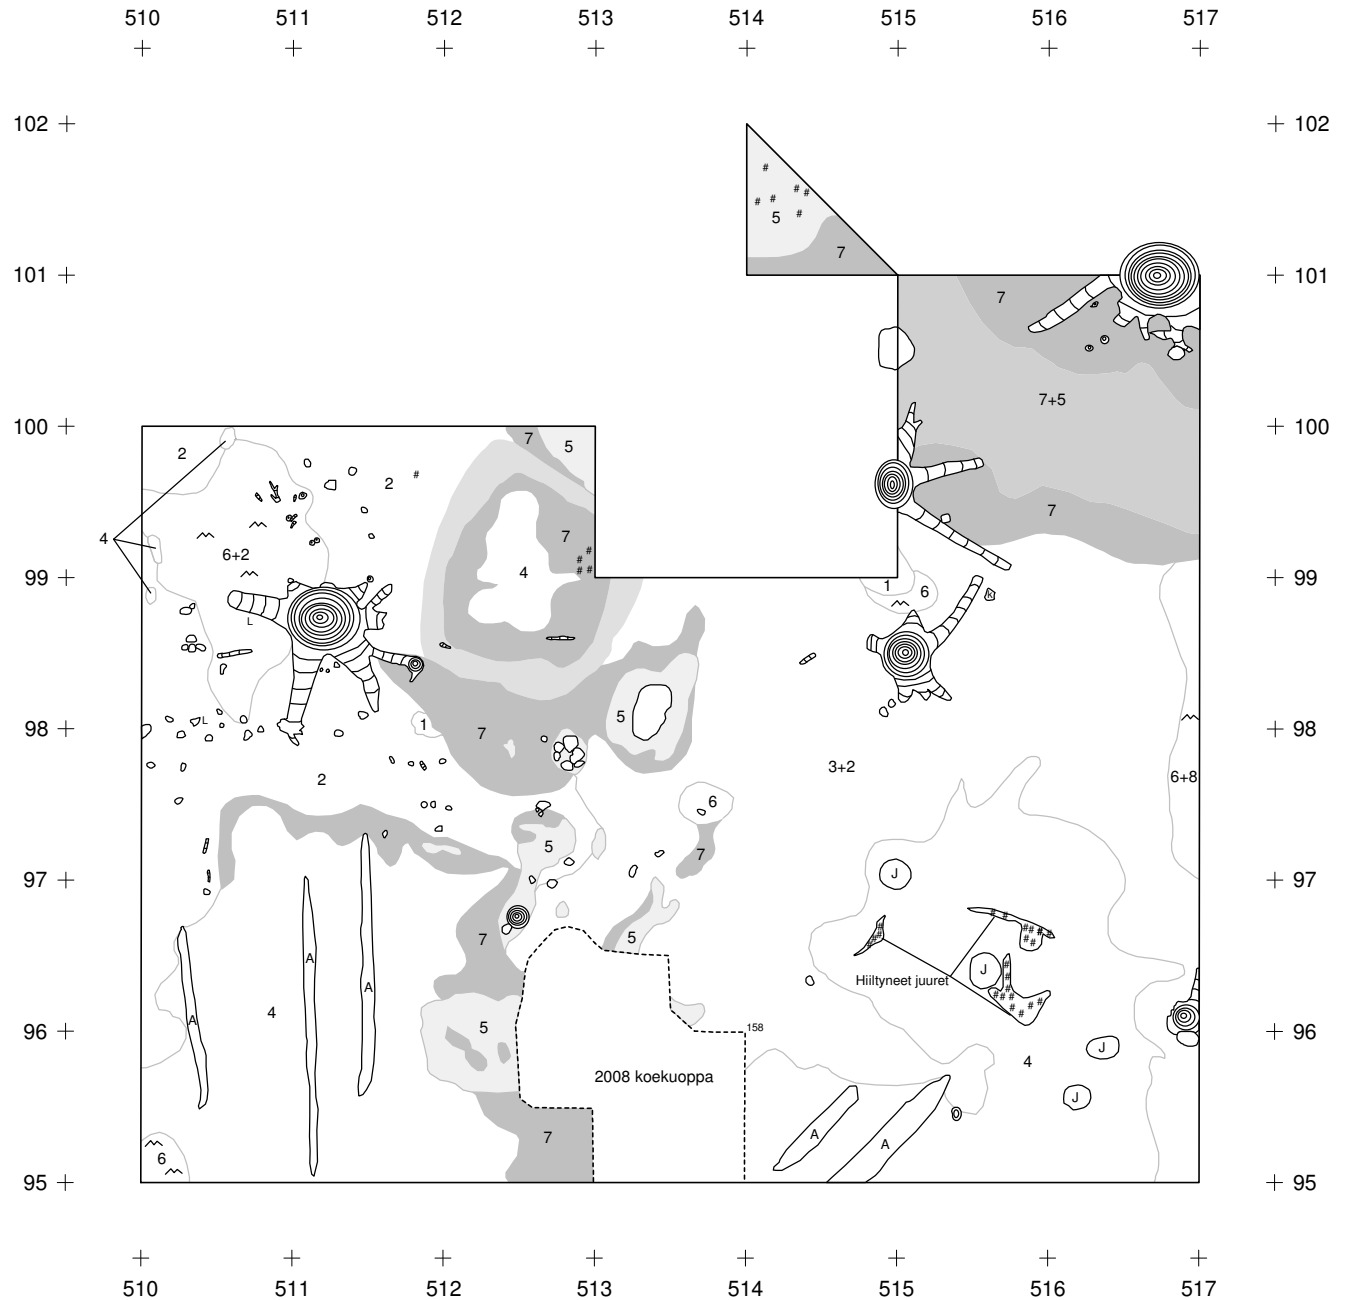 510 511 512 513 514 515 516 517
102 102
# # # # # #
5
7
101 101
7
7+5
100 100
2 7 5
2 #
7
4 7
6+2
# # # #
4
99 99
1 6 K
L
5
L 1 7
98 98
2 3+2 6+8
6
5 7
97 J 97
# # # # # # # # # # #
7 5
A J
Hiiltyneet juuret
# # # # # # # # # #
A
4 A 5 158
96 96
4 J
2008 koekuoppa
J
A A
7
6
95 95
510 511 512 513 514 515 516 517